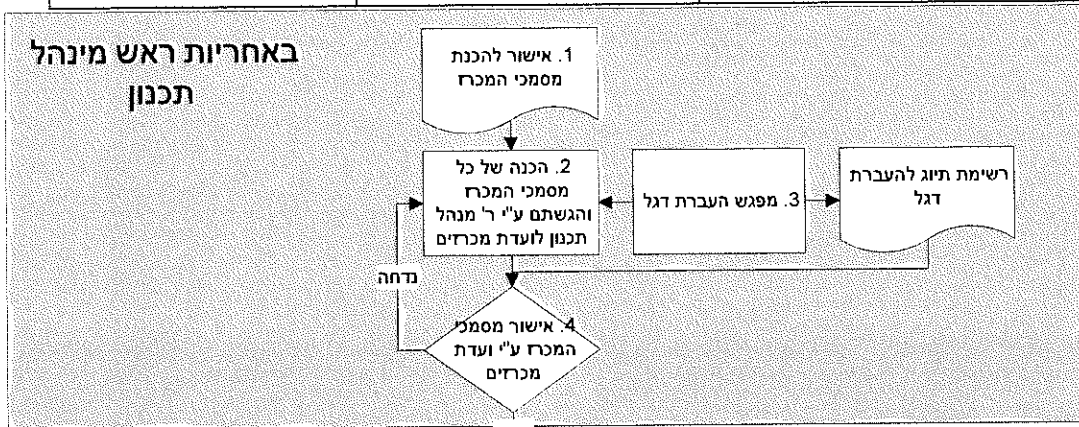 באחריות ראש מינהל
תכנון
1. אישור להכנת
מסמכי המכרז
2. הכנה של כל
מסמכי המכרז
והגשתם ע"י ר' מנהל
תכנון לועדת מכרזים
3. מפגש העברת דגל
רשימת תיוג להעברת
דגל
נדחה
4. אישור מסמכי
המכרז ע"י ועדת
מכרזים